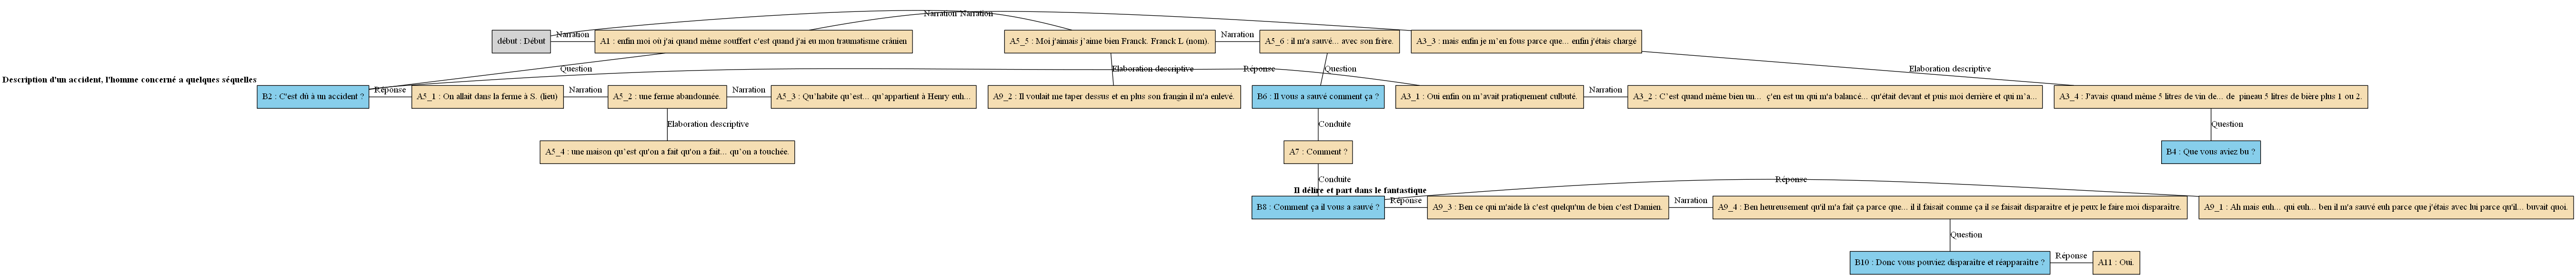 Narration Narration
début : Début
Narration
A1 : enfin moi où j'ai quand même souffert c'est quand j'ai eu mon traumatisme crânien
A5_5 : Moi j'aimais j'aime bien Franck. Franck L (nom).
Narration
A5_6 : il m'a sauvé... avec son frère.
A3_3 : mais enfin je m'en fous parce que... enfin j'étais chargé
Question
Elaboration descriptive
Réponse
Question
Elaboration descriptive
Description d'un accident, l'homme concerné a quelques séquelles
B2 : C'est dû à un accident ?
Réponse
A5_1 : On allait dans la ferme à S. (lieu)
Narration
A5_2 : une ferme abandonnée.
Narration
A5_3 : Qu'habite qu'est... qu'appartient à Henry euh...
A9_2 : Il voulait me taper dessus et en plus son frangin il m'a enlevé.
B6 : Il vous a sauvé comment ça ?
A3_1 : Oui enfin on m'avait pratiquement culbuté.
Narration
A3_2 : C'est quand même bien un... ç'en est un qui m'a balancé... qu'était devant et puis moi derrière et qui m'a...
A3_4 : J'avais quand même 5 litres de vin de... de pineau 5 litres de bière plus 1 ou 2.
Elaboration descriptive
Conduite
Question
A5_4 : une maison qu'est qu'on a fait qu'on a fait... qu'on a touchée.
A7 : Comment ?
B4 : Que vous aviez bu ?
Conduite
Réponse
Il délire et part dans le fantastique
B8 : Comment ça il vous a sauvé ?
Réponse
A9_3 : Ben ce qui m'aide là c'est quelqu'un de bien c'est Damien.
Narration
A9_4 : Ben heureusement qu'il m'a fait ça parce que... il il faisait comme ça il se faisait disparaître et je peux le faire moi disparaître.
A9_1 : Ah mais euh... qui euh... ben il m'a sauvé euh parce que j'étais avec lui parce qu'il... buvait quoi.
Question
B10 : Donc vous pouviez disparaître et réapparaître ?
Réponse
A11 : Oui.